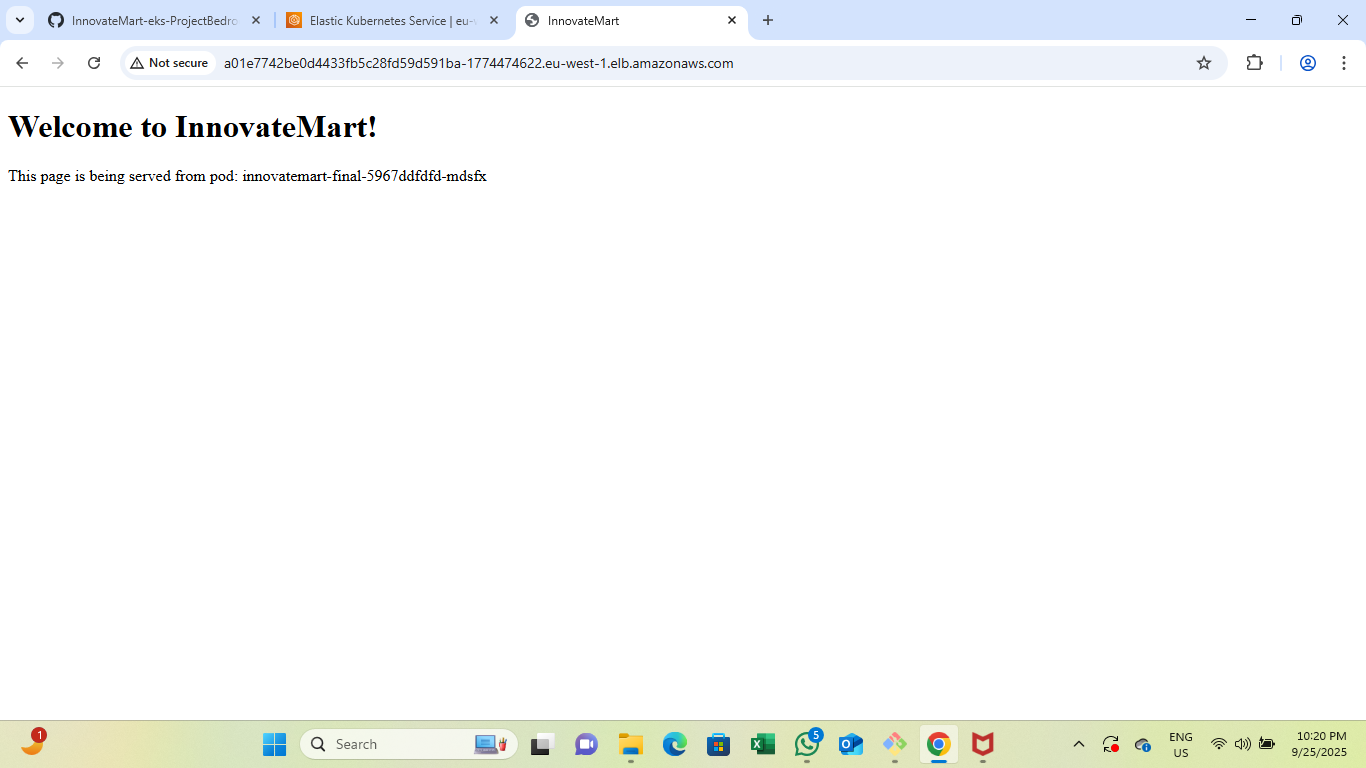 InnovateMart-eks-ProjectBedro
Elastic Kubernetes Service | eu-w
InnovateMart
Not secure
a01e7742be0d4433fb5c28fd59d591ba-1774474622.eu-west-1.elb.amazonaws.com
Welcome to InnovateMart!
This page is being served from pod: innovatemart-final-5967ddfdfd-mdsfx
1
Search
5
ENG
US
10:20 PM
9/25/2025